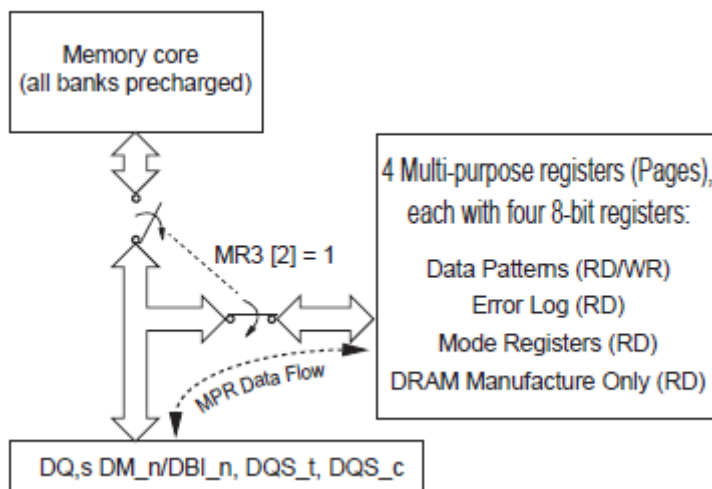 Memory core
(all banks precharged)
4 Multi-purpose registers (Pages),
each with four 8-bit registers:
Data Patterns (RD/WR)
Error Log (RD)
Mode Registers (RD)
DRAM Manufacture Only (RD)
MR3 [2] = 1
MPR Data Flow
DQ,s DM_n/DBI_n, DQS_t, DQS_c